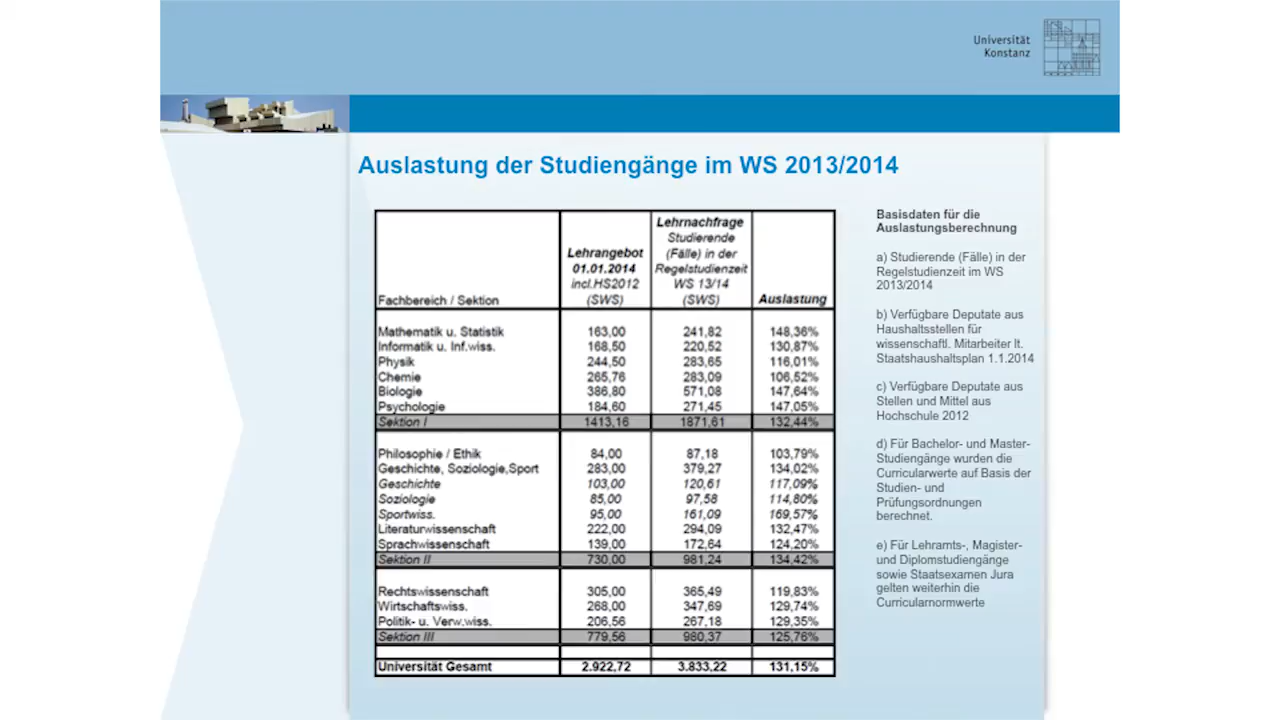 Universität
Konstanz
Auslastung der Studiengänge im WS 2013/2014
Fachbereich / Sektion
Lehrangebot
01.01.2014
incl.HS2012
(SWS)
Lehrnachfrage
Studierende
(Fälle) in der
Regelstudienzeit
WS 13/14
(SWS)
Auslastung
Mathematik u. Statistik 163,00 241,82 148,36%
Informatik u. Inf.wiss. 168,50 220,52 130,87%
Physik 244,50 283,65 116,01%
Chemie 265,76 283,09 106,52%
Biologie 386,80 571,08 147,64%
Psychologie 184,60 271,45 147,05%
Sektion I 1413,16 1871,61 132,44%
Philosophie / Ethik 84,00 87,18 103,79%
Geschichte, Soziologie,Sport 283,00 379,27 134,02%
Geschichte 103,00 120,61 117,09%
Soziologie 85,00 97,58 114,80%
Sportwiss. 95,00 161,09 169,57%
Literaturwissenschaft 222,00 294,09 132,47%
Sprachwissenschaft 139,00 172,64 124,20%
Sektion II 730,00 981,24 134,42%
Rechtswissenschaft 305,00 365,49 119,83%
Wirtschaftswiss. 268,00 347,69 129,74%
Politik- u. Verw.wiss. 206,56 267,18 129,35%
Sektion III 779,56 980,37 125,76%
Universität Gesamt 2.922,72 3.833,22 131,15%
Basisdaten für die
Auslastungsberechnung
a) Studierende (Fälle) in der
Regelstudienzeit im WS
2013/2014
b) Verfügbare Deputate aus
Haushaltsstellen für
wissenschaftl. Mitarbeiter lt.
Staatshaushaltsplan 1.1.2014
c) Verfügbare Deputate aus
Stellen und Mittel aus
Hochschule 2012
d) Für Bachelor- und Master-
Studiengänge wurden die
Curricularwerte auf Basis der
Studien- und
Prüfungsordnungen
berechnet.
e) Für Lehramts-, Magister-
und Diplomstudiengänge
sowie Staatsexamen Jura
gelten weiterhin die
Curricularnormwerte